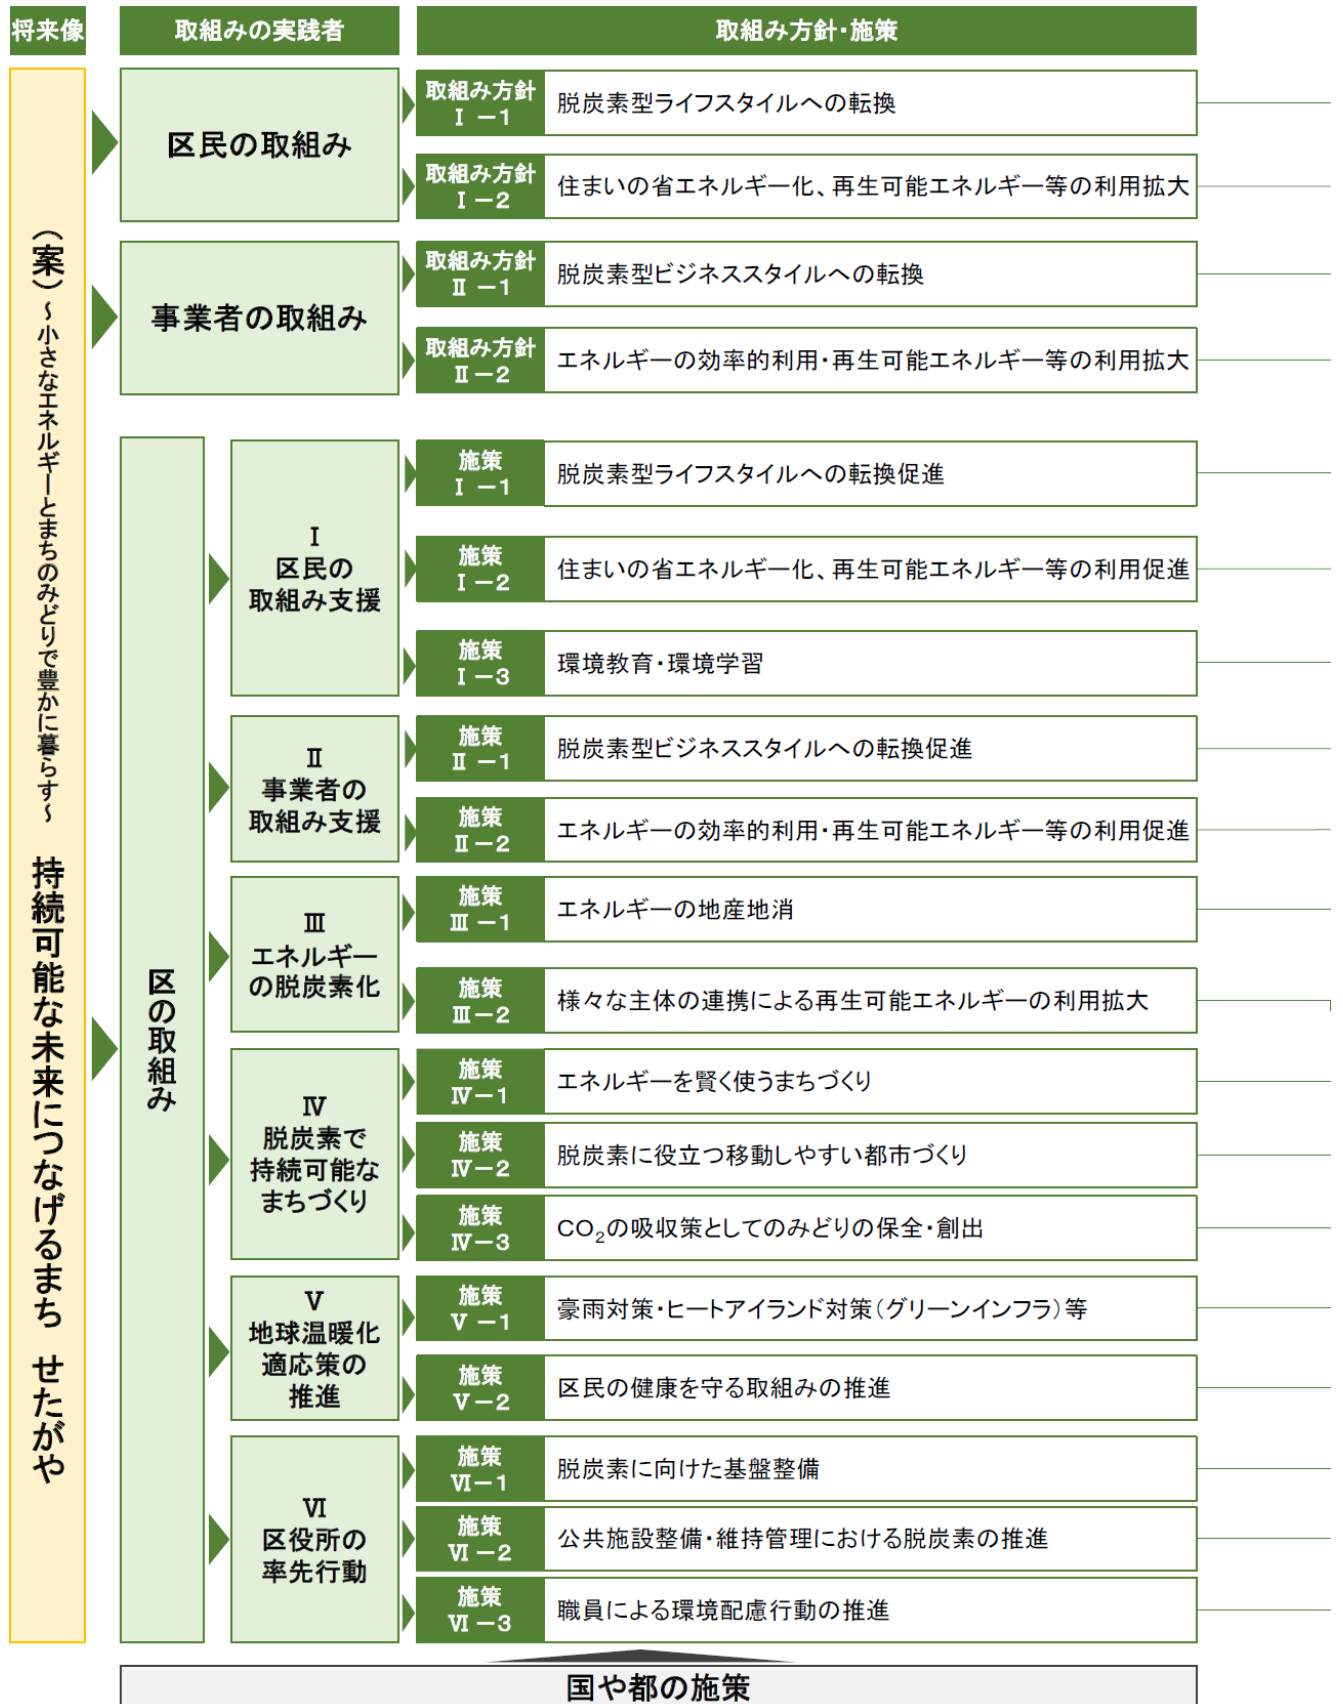 将来像
取組みの実践者
取組み方針・施策
（案）～小さなエネルギーとまちのみどりで豊かに暮らす～　持続可能な未来につなげるまち　せたがや
区民の取組み
取組み方針
Ⅰ－1
脱炭素型ライフスタイルへの転換
取組み方針
Ⅰ－2
住まいの省エネルギー化、再生可能エネルギー等の利用拡大
事業者の取組み
取組み方針
Ⅱ－1
脱炭素型ビジネススタイルへの転換
取組み方針
Ⅱ－2
エネルギーの効率的利用・再生可能エネルギー等の利用拡大
区の取組み
Ⅰ
区民の
取組み支援
施策
Ⅰ－1
脱炭素型ライフスタイルへの転換促進
施策
Ⅰ－2
住まいの省エネルギー化、再生可能エネルギー等の利用促進
施策
Ⅰ－3
環境教育・環境学習
Ⅱ
事業者の
取組み支援
施策
Ⅱ－1
脱炭素型ビジネススタイルへの転換促進
施策
Ⅱ－2
エネルギーの効率的利用・再生可能エネルギー等の利用促進
Ⅲ
エネルギー
の脱炭素化
施策
Ⅲ－1
エネルギーの地産地消
施策
Ⅲ－2
様々な主体の連携による再生可能エネルギーの利用拡大
Ⅳ
脱炭素で
持続可能な
まちづくり
施策
Ⅳ－1
エネルギーを賢く使うまちづくり
施策
Ⅳ－2
脱炭素に役立つ移動しやすい都市づくり
施策
Ⅳ－3
CO₂の吸収策としてのみどりの保全・創出
Ⅴ
地球温暖化
適応策の
推進
施策
Ⅴ－1
豪雨対策・ヒートアイランド対策（グリーンインフラ）等
施策
Ⅴ－2
区民の健康を守る取組みの推進
Ⅵ
区役所の
率先行動
施策
Ⅵ－1
脱炭素に向けた基盤整備
施策
Ⅵ－2
公共施設整備・維持管理における脱炭素の推進
施策
Ⅵ－3
職員による環境配慮行動の推進
国や都の施策